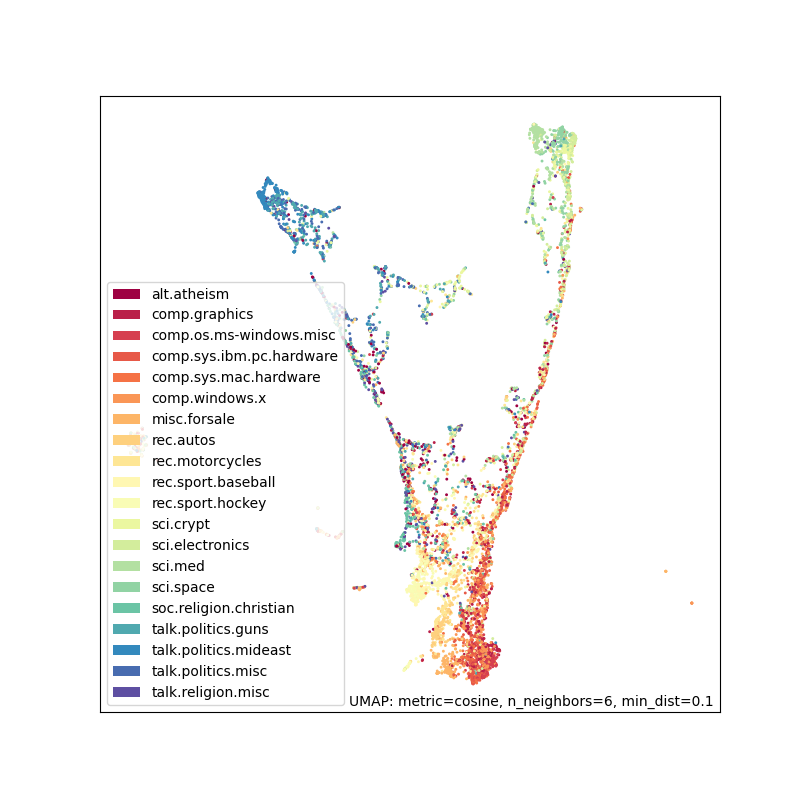 alt.atheism
comp.graphics
comp.os.ms-windows.misc
comp.sys.ibm.pc.hardware
comp.sys.mac.hardware
comp.windows.x
misc.forsale
rec.autos
rec.motorcycles
rec.sport.baseball
rec.sport.hockey
sci.crypt
sci.electronics
sci.med
sci.space
soc.religion.christian
talk.politics.guns
talk.politics.mideast
talk.politics.misc
talk.religion.misc
UMAP: metric=cosine, n_neighbors=6, min_dist=0.1